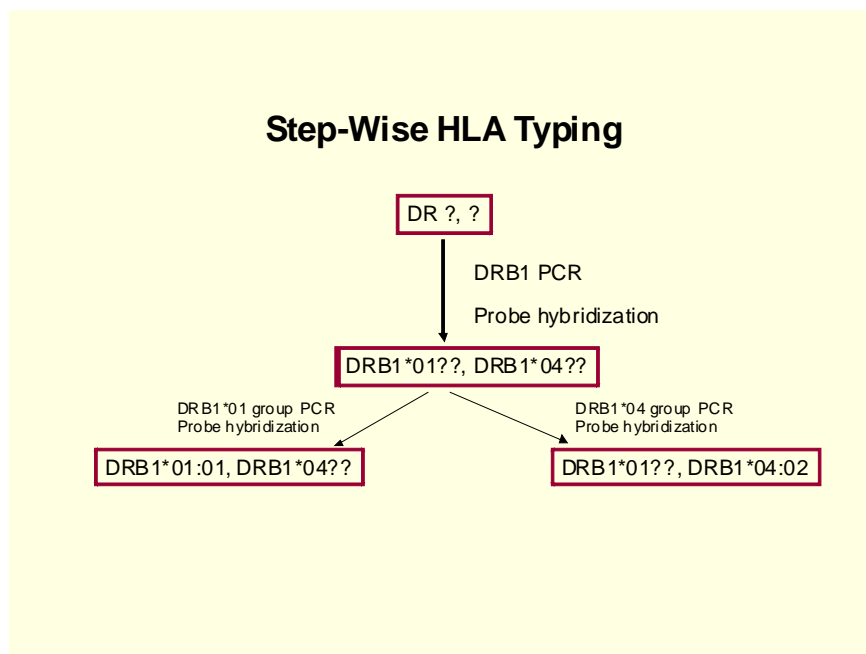 Step-Wise HLA Typing
DR ?, ?
DRB1 PCR
Probe hybridization
DRB1*01??, DRB1*04??
DRB1*01 group PCR
Probe hybridization
DRB1*04 group PCR
Probe hybridization
DRB1*01:01, DRB1*04??
DRB1*01??, DRB1*04:02